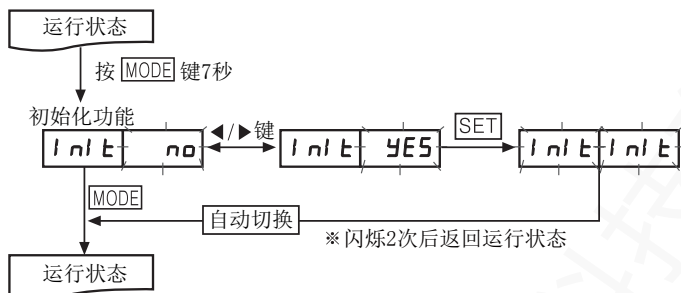 运行状态
按 MODE 键7秒
初始化功能
InIt no ◀/▶键 InIt YES SET InIt InIt
MODE
自动切换
※闪烁2次后返回运行状态
运行状态